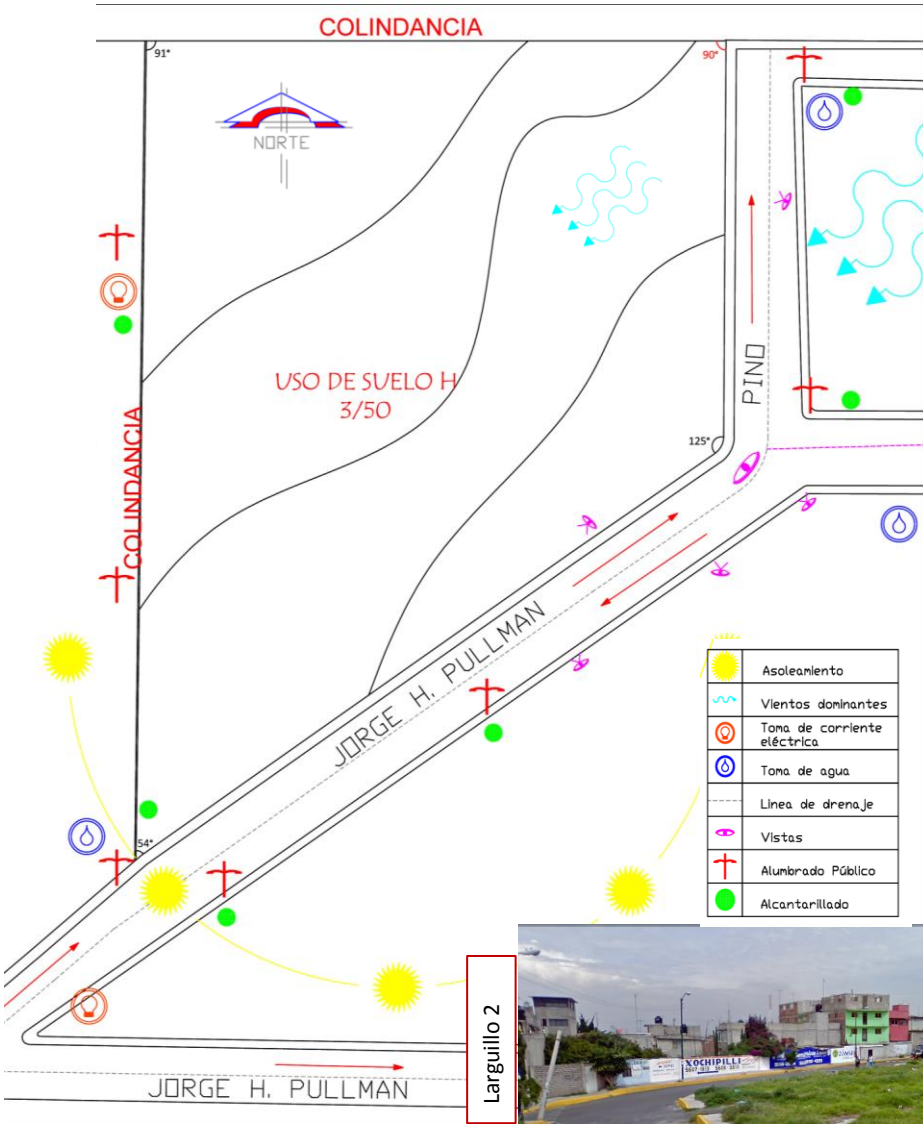 COLINDANCIA
91°
90°
NORTE
USO DE SUELO H
3/50
PINO
125°
COLINDANCIA
JORGE H. PULLMAN
54°
Asoleamiento
Vientos dominantes
Toma de corriente
eléctrica
Toma de agua
Linea de drenaje
Vistas
Alumbrado Público
Alcantarillado
JORGE H. PULLMAN
Larguillo 2
XOCHIPILLI